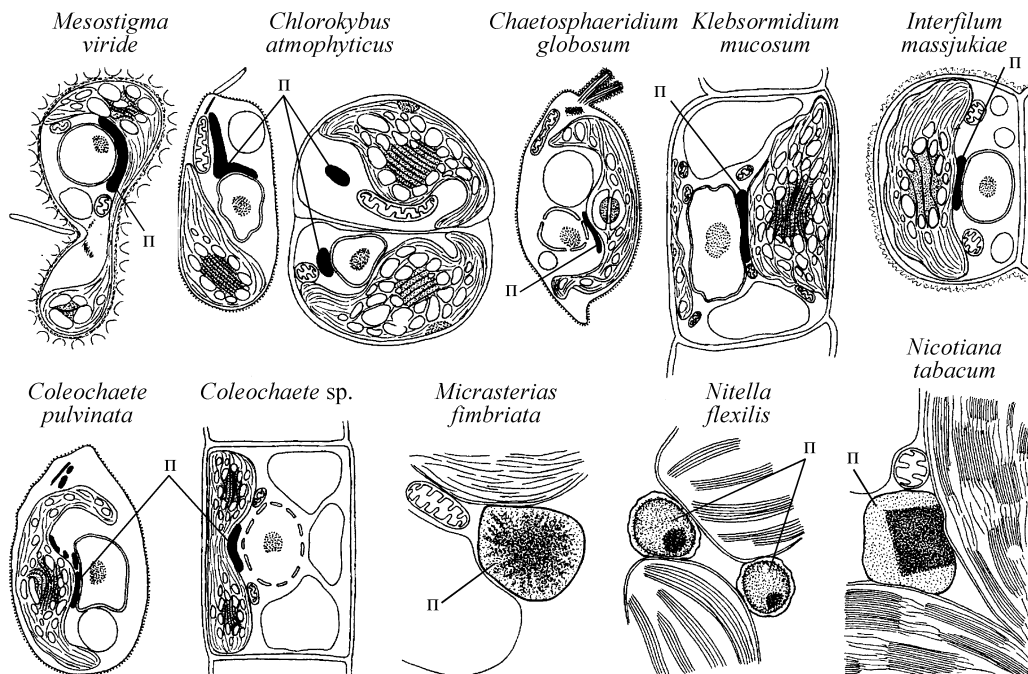 Mesostigma
viride
Chlorokybus
atmophyticus
Chaetosphaeridium
globosum
Klebsormidium
mucosum
Interfilum
massjukiae
п
п
п
п
п
п
Coleochaete
pulvinata
Coleochaete sp.
Micrasterias
fimbriata
Nitella
flexilis
Nicotiana
tabacum
п
п
п
п